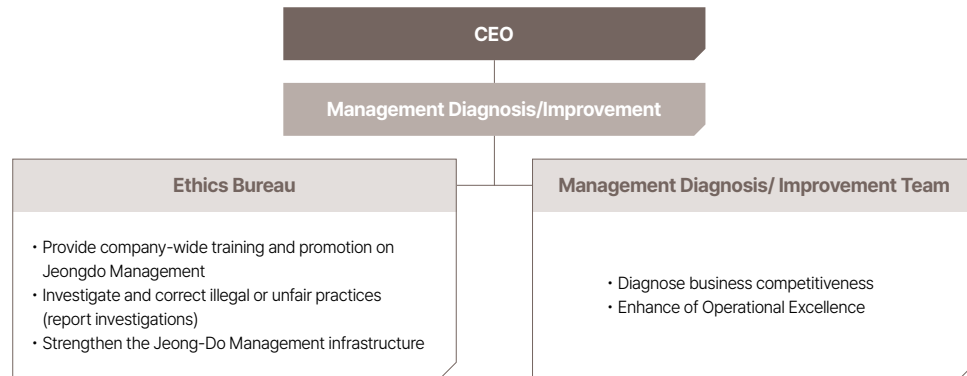 CEO
Management Diagnosis/Improvement
Ethics Bureau
・Provide company-wide training and promotion on
Jeongdo Management
・Investigate and correct illegal or unfair practices
(report investigations)
・Strengthen the Jeong-Do Management infrastructure
Management Diagnosis/ Improvement Team
・Diagnose business competitiveness
・Enhance of Operational Excellence